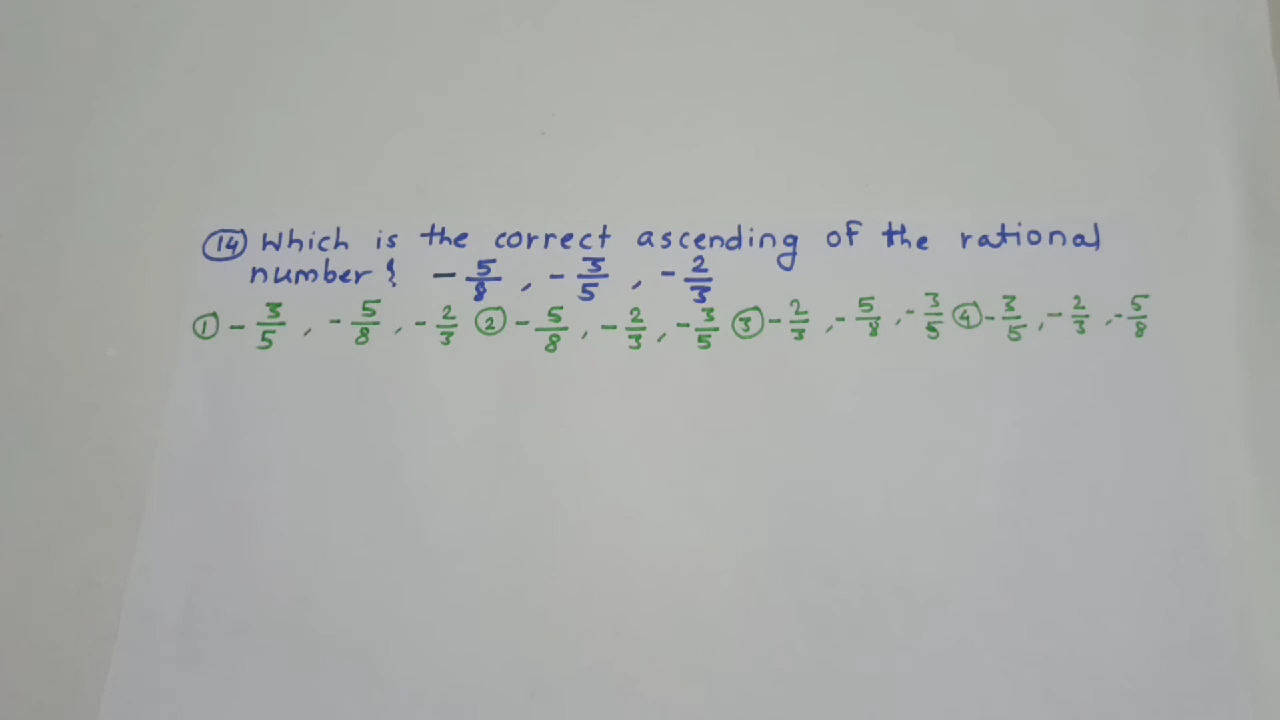 (14) Which is the correct ascending of the rational
number { - 5/8 , - 3/5 , - 2/3
(1) - 3/5 , - 5/8 , - 2/3 (2) - 5/8 , - 2/3 , - 3/5 (3) - 2/3 , - 5/8 , - 3/5 (4) - 3/5 , - 2/3 , - 5/8